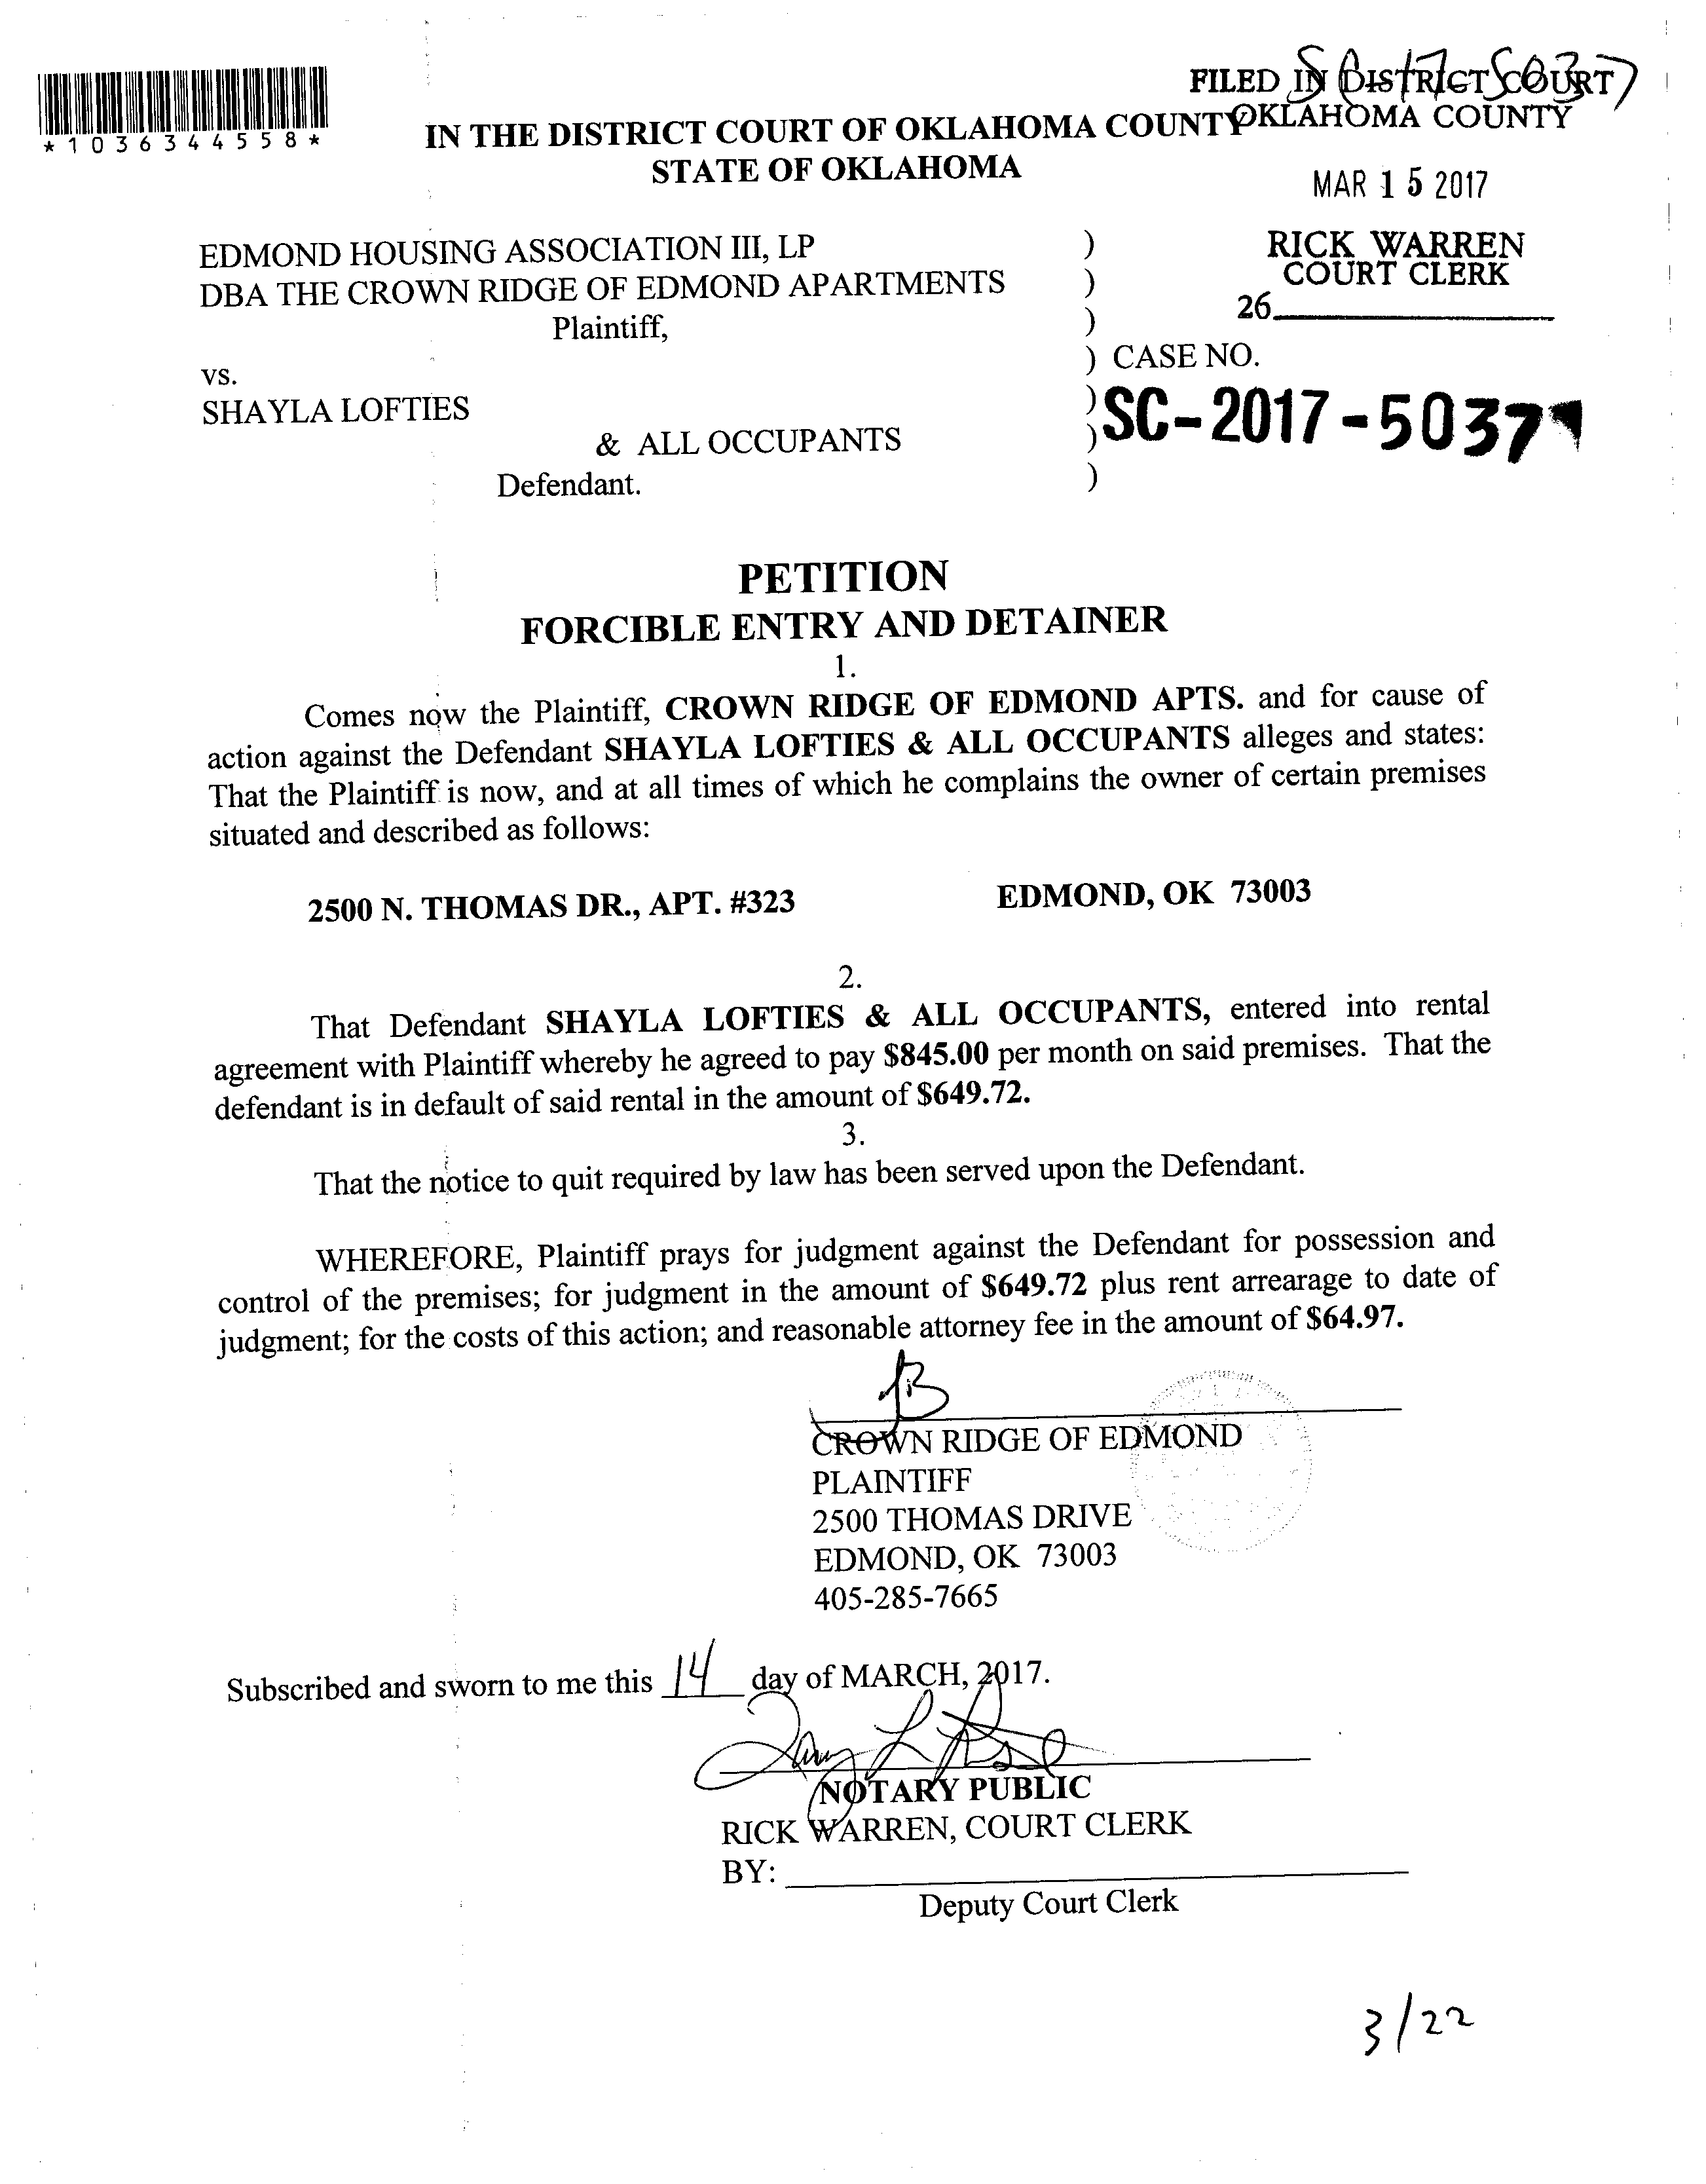 SC-17-5037
FILED IN DISTRICT COURT
OKLAHOMA COUNTY
*1036344558*
IN THE DISTRICT COURT OF OKLAHOMA COUNTY
STATE OF OKLAHOMA
MAR 15 2017
RICK WARREN
COURT CLERK
26
EDMOND HOUSING ASSOCIATION III, LP )
DBA THE CROWN RIDGE OF EDMOND APARTMENTS )
Plaintiff, )
vs. ) CASE NO.
SHAYLA LOFTIES ) SC-2017-5037
& ALL OCCUPANTS )
Defendant. )
PETITION
FORCIBLE ENTRY AND DETAINER
1.
Comes now the Plaintiff, CROWN RIDGE OF EDMOND APTS. and for cause of
action against the Defendant SHAYLA LOFTIES & ALL OCCUPANTS alleges and states:
That the Plaintiff is now, and at all times of which he complains the owner of certain premises
situated and described as follows:
2500 N. THOMAS DR., APT. #323 EDMOND, OK 73003
2.
That Defendant SHAYLA LOFTIES & ALL OCCUPANTS, entered into rental
agreement with Plaintiff whereby he agreed to pay $845.00 per month on said premises. That the
defendant is in default of said rental in the amount of $649.72.
3.
That the notice to quit required by law has been served upon the Defendant.
WHEREFORE, Plaintiff prays for judgment against the Defendant for possession and
control of the premises; for judgment in the amount of $649.72 plus rent arrearage to date of
judgment; for the costs of this action; and reasonable attorney fee in the amount of $64.97.
CROWN RIDGE OF EDMOND
PLAINTIFF
2500 THOMAS DRIVE
EDMOND, OK 73003
405-285-7665
Subscribed and sworn to me this 14 day of MARCH, 2017.
NOTARY PUBLIC
RICK WARREN, COURT CLERK
BY:
Deputy Court Clerk
3/22